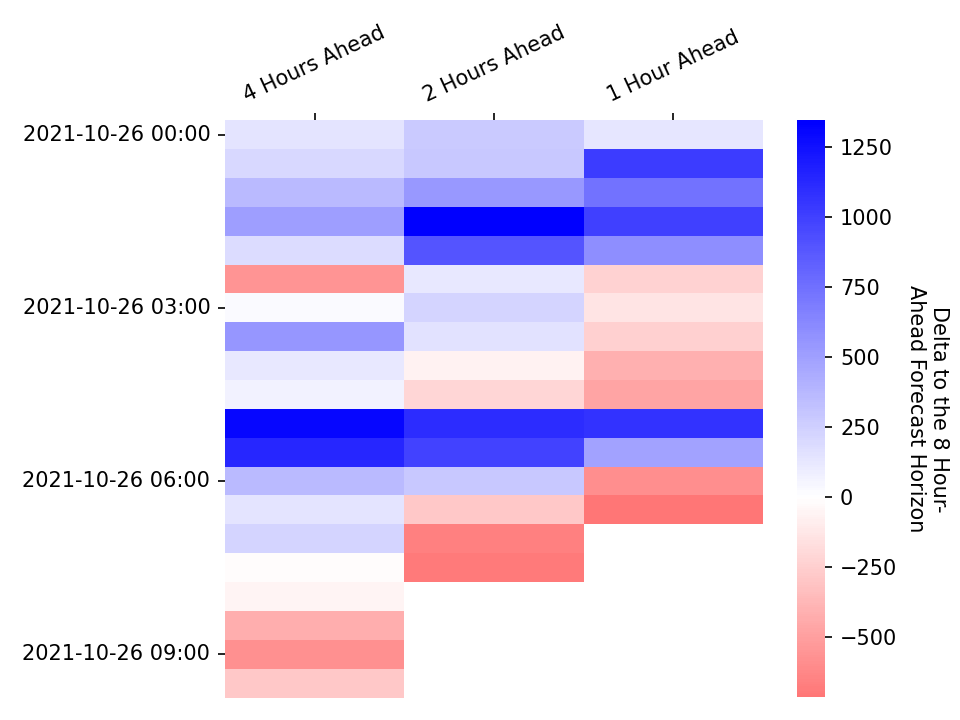 4 Hours Ahead
2 Hours Ahead
1 Hour Ahead
2021-10-26 00:00
2021-10-26 03:00
2021-10-26 06:00
2021-10-26 09:00
1250
1000
750
500
250
0
−250
−500
Delta to the 8 Hour-
Ahead Forecast Horizon